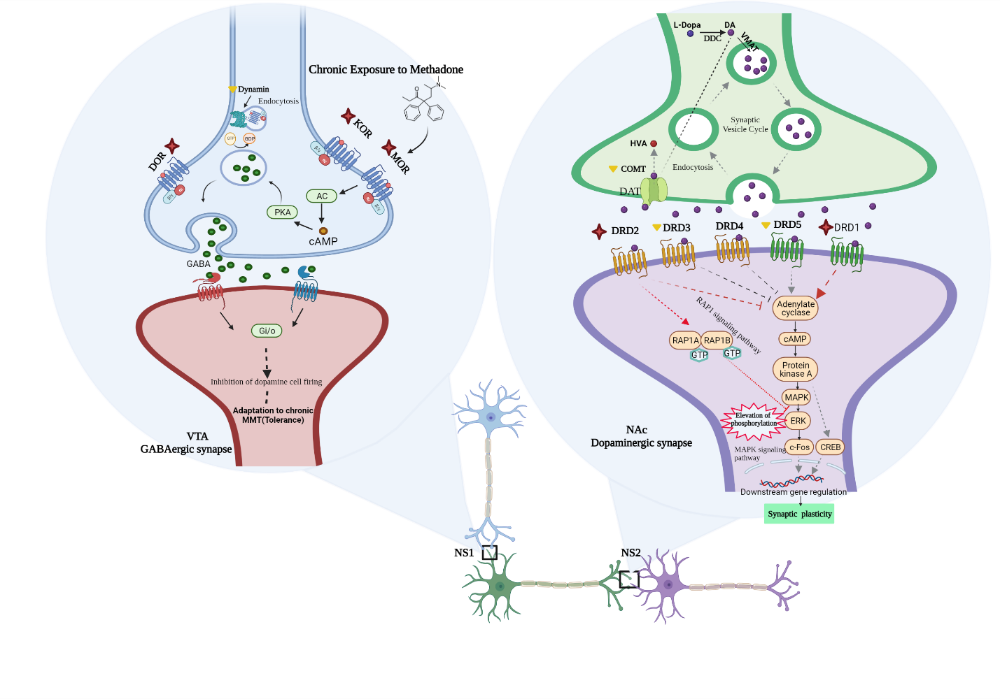 Chronic Exposure to Methadone
N
O
Dynamin
Endocytosis
GTP
GDP
KOR
MOR
DOR
β/γ
α
β/γ
α
α
β/γ
AC
PKA
cAMP
GABA
Gi/o
Inhibition of dopamine cell firing
Adaptation to chronic
MMT(Tolerance)
VTA
GABAergic synapse
L-Dopa
DA
DDC
VMAT
Synaptic
Vesicle Cycle
HVA
COMT
Endocytosis
DAT
DRD2
DRD3
DRD4
DRD5
DRD1
RAP1 signaling pathway
Adenylate
cyclase
RAP1A
RAP1B
GTP
GTP
cAMP
Protein
kinase A
MAPK
Elevation of
phosphorylation
ERK
c-Fos
CREB
MAPK signaling
pathway
NAc
Dopaminergic synapse
Downstream gene regulation
Synaptic plasticity
NS1
NS2